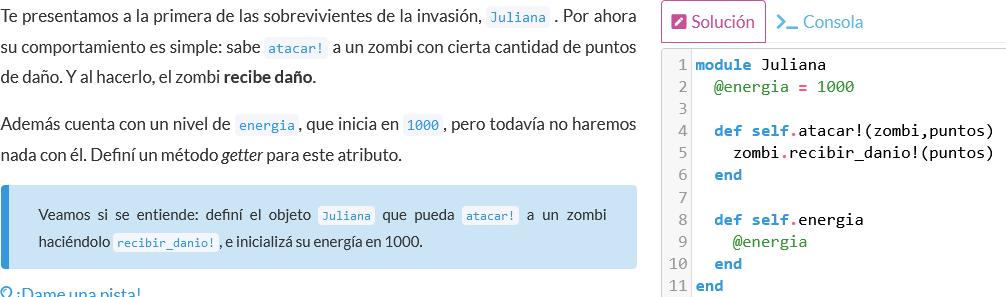 Te presentamos a la primera de las sobrevivientes de la invasión, Juliana . Por ahora
su comportamiento es simple: sabe atacar! a un zombi con cierta cantidad de puntos
de daño. Y al hacerlo, el zombi recibe daño.
Además cuenta con un nivel de energia , que inicia en 1000 , pero todavía no haremos
nada con él. Definí un método getter para este atributo.
Veamos si se entiende: definí el objeto Juliana que pueda atacar! a un zombi
haciéndolo recibir_danio! , e inicializá su energía en 1000.
¡Dame una pista!
Solución
Consola
1 module Juliana
2   @energia = 1000
3
4   def self.atacar!(zombi,puntos)
5     zombi.recibir_danio!(puntos)
6   end
7
8   def self.energia
9     @energia
10   end
11 end